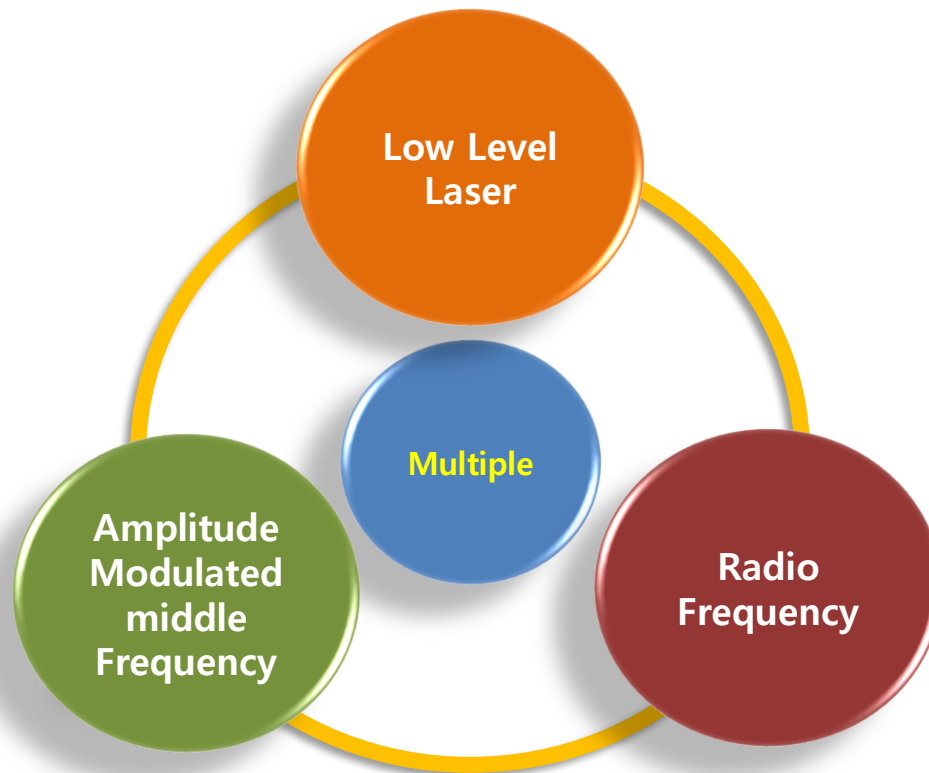 Low Level
Laser
Multiple
Amplitude
Modulated
middle
Frequency
Radio
Frequency